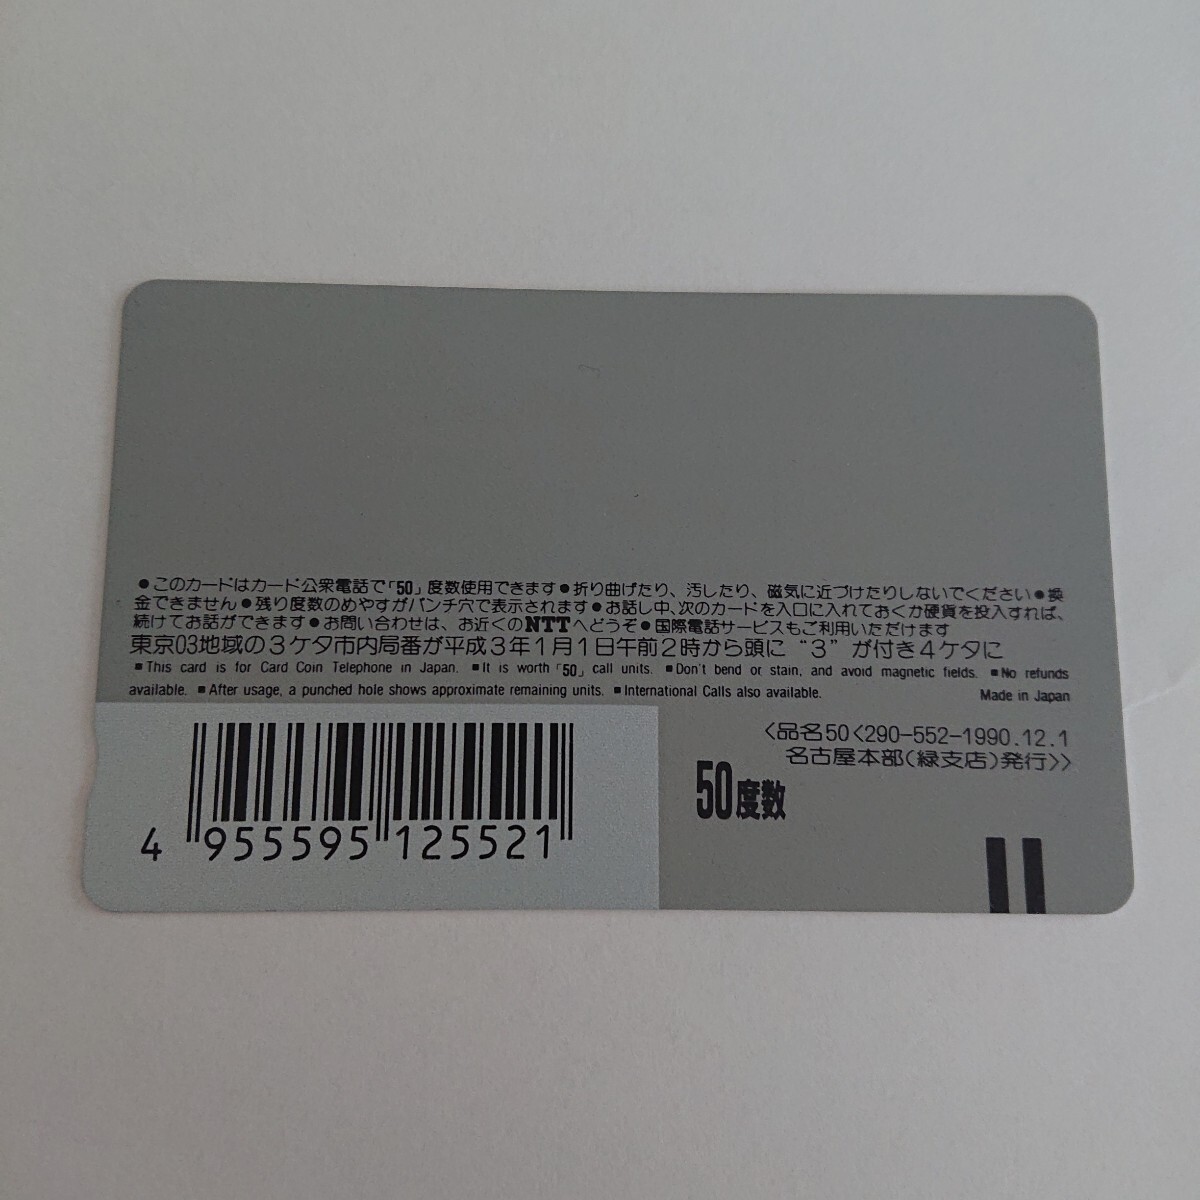 ●このカードはカード公衆電話で「50」度数使用できます●折り曲げたり、汚したり、磁気に近づけたりしないでください●換
金できません●残り度数のめやすがパンチ穴で表示されます●お話し中、次のカードを入口に入れておくか硬貨を投入すれば、
続けてお話ができます●お問い合わせは、お近くのNTTへどうぞ●国際電話サービスもご利用いただけます
東京03地域の3ケタ市内局番が平成3年1月1日午前2時から頭に“3”が付き4ケタに
■This card is for Card Coin Telephone in Japan. ■It is worth「50」call units. ■Don't bend or stain, and avoid magnetic fields. ■No refunds
available. ■After usage, a punched hole shows approximate remaining units. ■International Calls also available. Made in Japan
〈品名50〈290-552-1990.12.1
名古屋本部(緑支店)発行〉〉
50度数
4 955595 125521